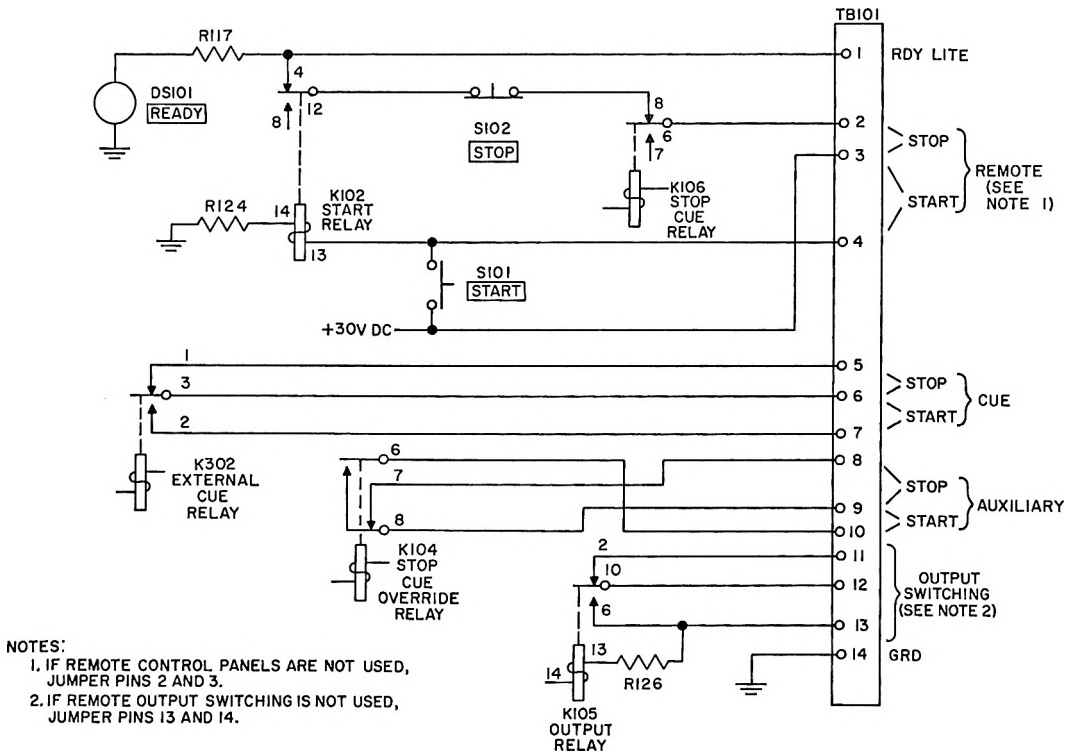 TB101
R117
1
RDY LITE
4
DS101
READY
12
8
S102
STOP
8
6
7
2
3
STOP
START
REMOTE
(SEE
NOTE 1)
K102
START
RELAY
14
13
R124
K106
STOP
CUE
RELAY
4
S101
START
+30V DC
1
3
2
5
6
7
STOP
START
CUE
K302
EXTERNAL
CUE
RELAY
6
7
8
8
9
10
STOP
START
AUXILIARY
K104
STOP
CUE
OVERRIDE
RELAY
2
10
6
11
12
13
OUTPUT
SWITCHING
(SEE NOTE 2)
13
14
R126
K105
OUTPUT
RELAY
14
GRD
NOTES:
1. IF REMOTE CONTROL PANELS ARE NOT USED,
JUMPER PINS 2 AND 3.
2. IF REMOTE OUTPUT SWITCHING IS NOT USED,
JUMPER PINS 13 AND 14.